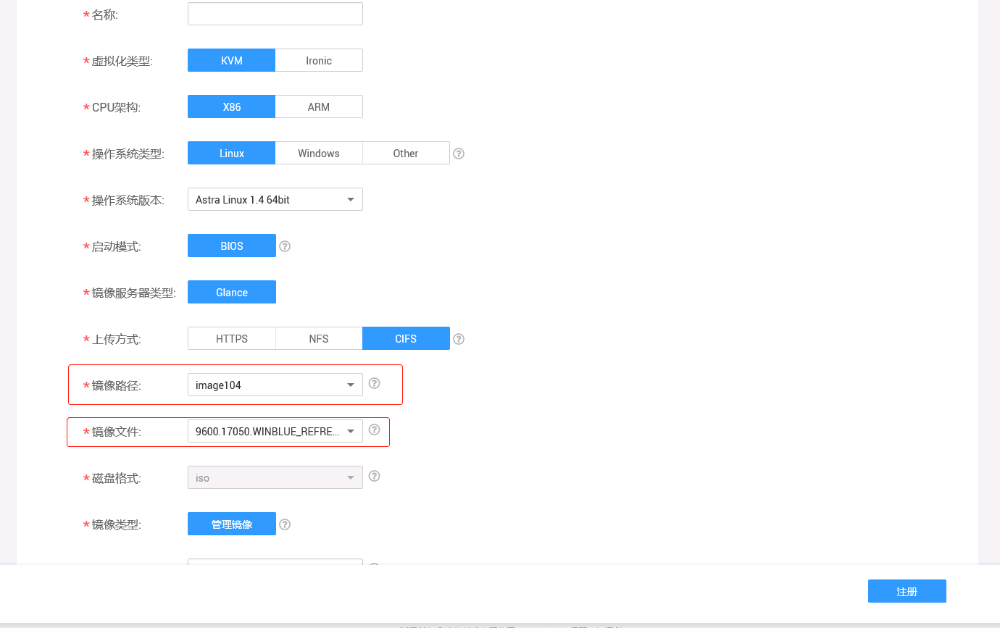 * 名称:
* 虚拟化类型: KVM Ironic
* CPU架构: X86 ARM
* 操作系统类型: Linux Windows Other ?
* 操作系统版本: Astra Linux 1.4 64bit
* 启动模式: BIOS ?
* 镜像服务器类型: Glance
* 上传方式: HTTPS NFS CIFS ?
* 镜像路径: image104 ?
* 镜像文件: 9600.17050.WINBLUE_REFRE... ?
* 磁盘格式: iso ?
* 镜像类型: 管理镜像 ?
注册